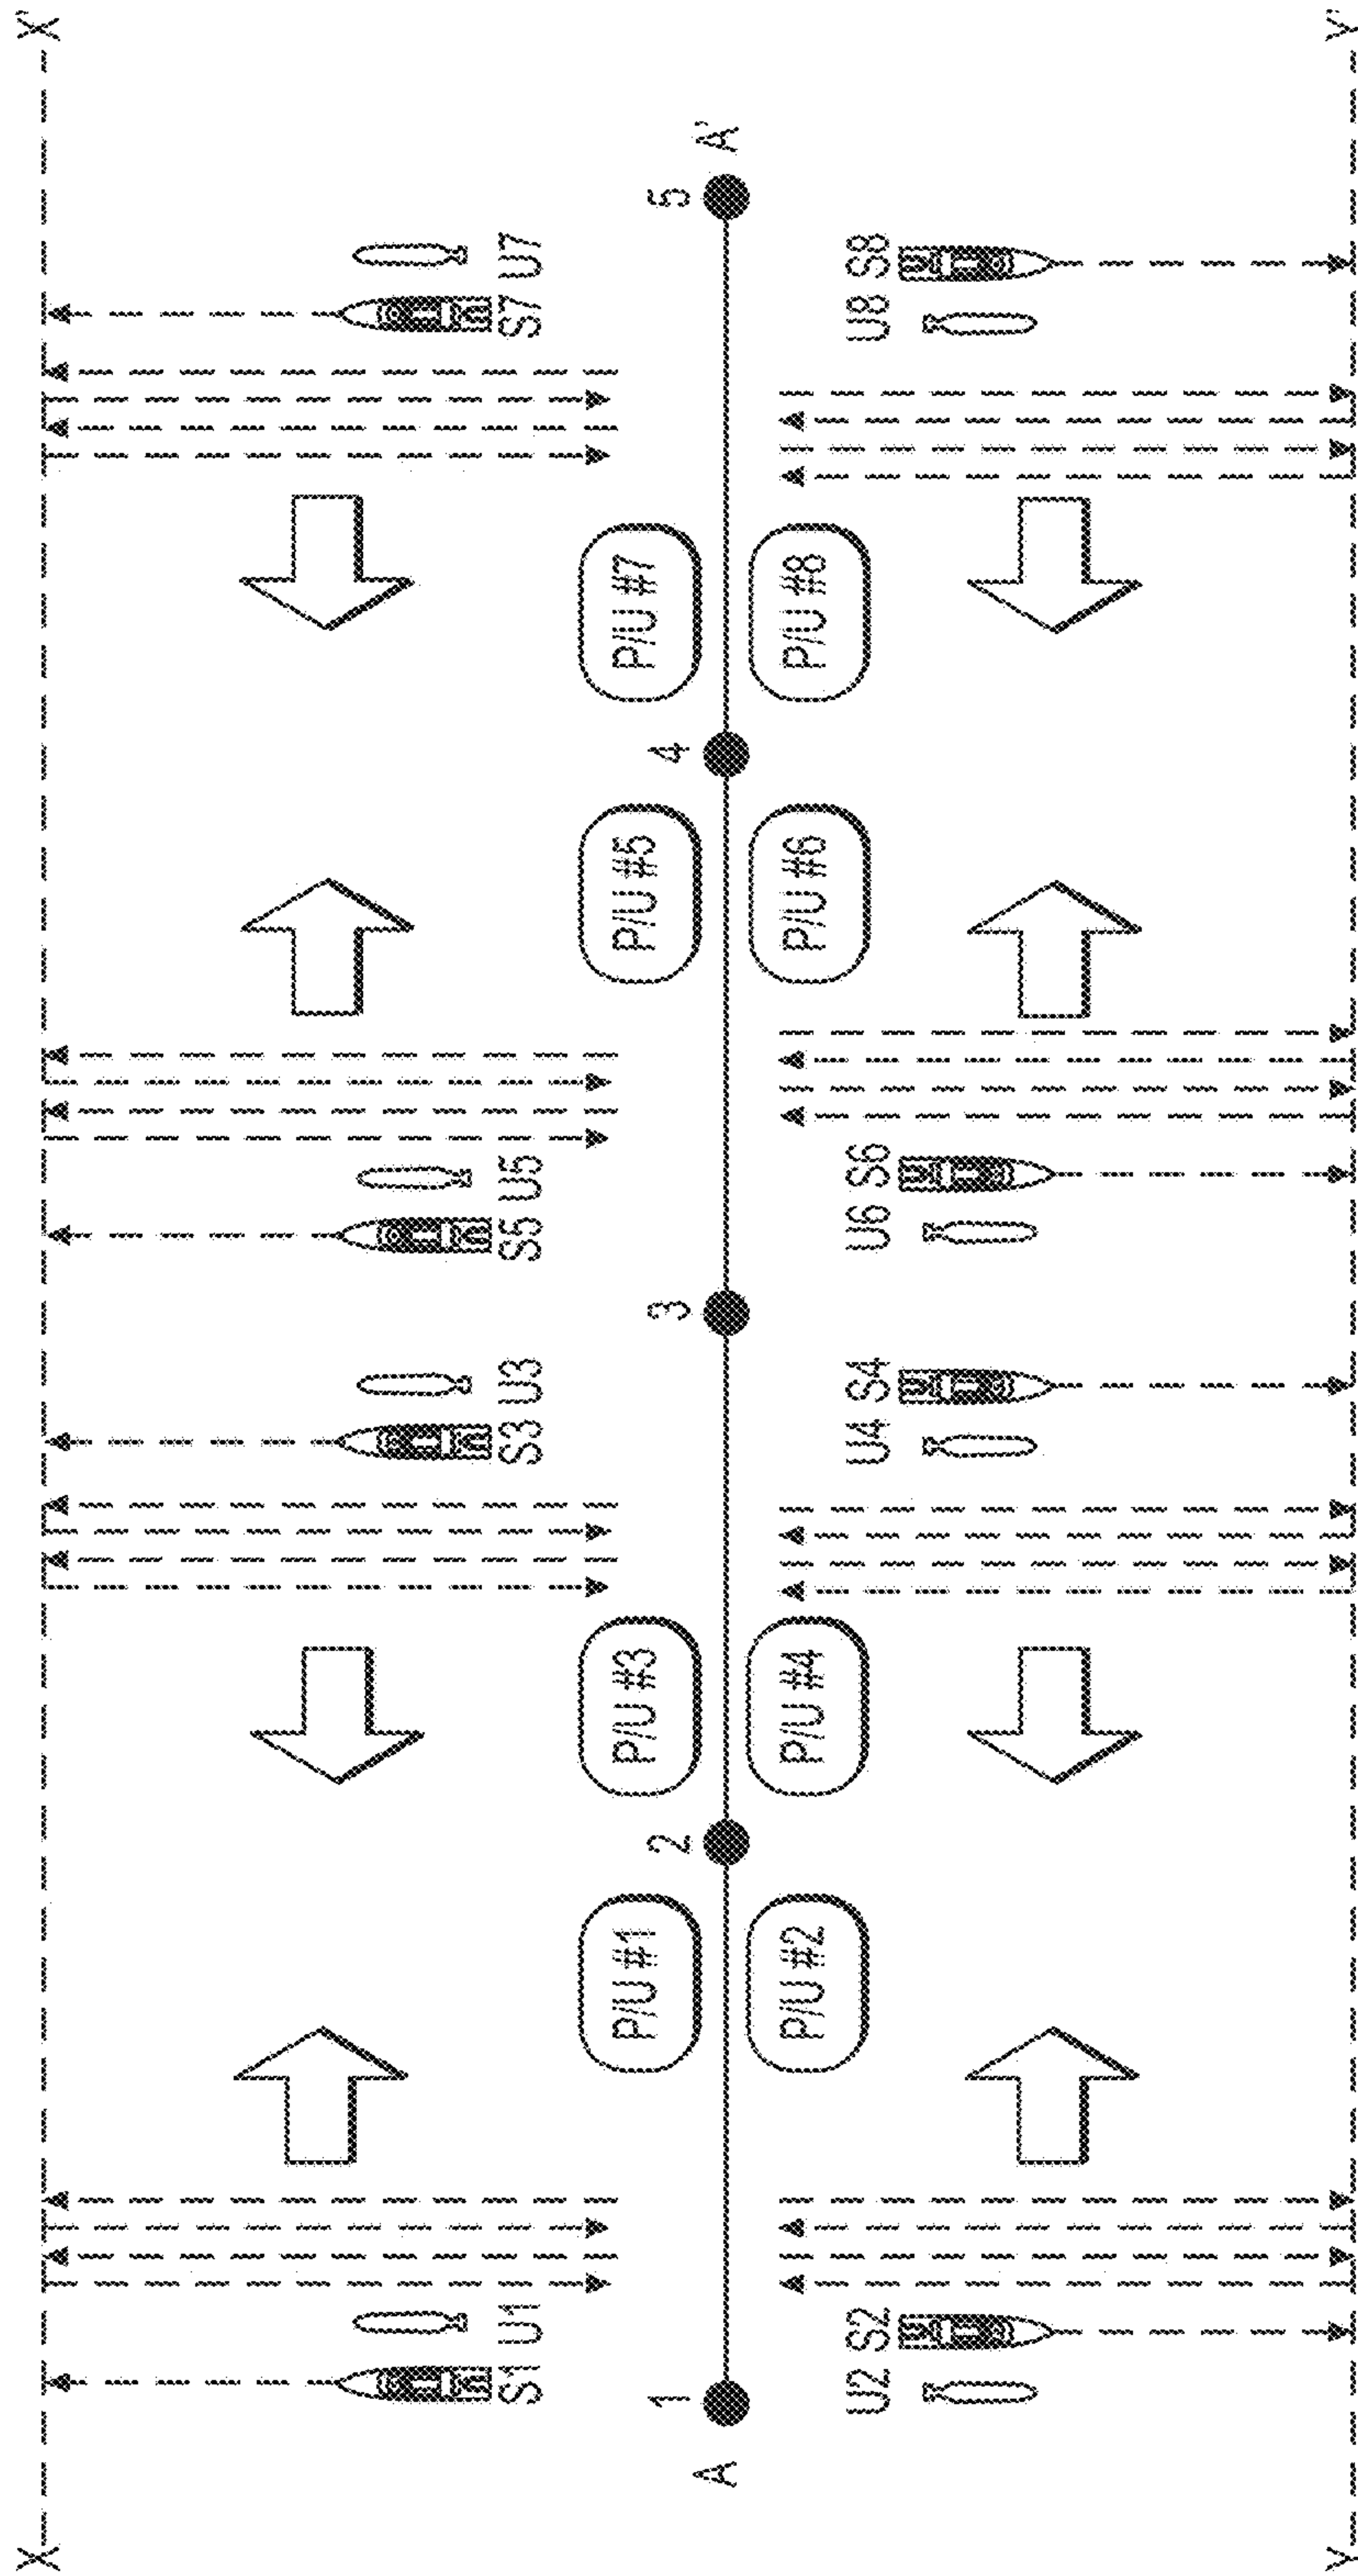 X X'
S1 U1 S3 U3 S5 U5 S7 U7
P/U #1 P/U #3 P/U #5 P/U #7
1 2 3 4 5
A A'
P/U #2 P/U #4 P/U #6 P/U #8
U2 S2 U4 S4 U6 S6 U8 S8
Y Y'